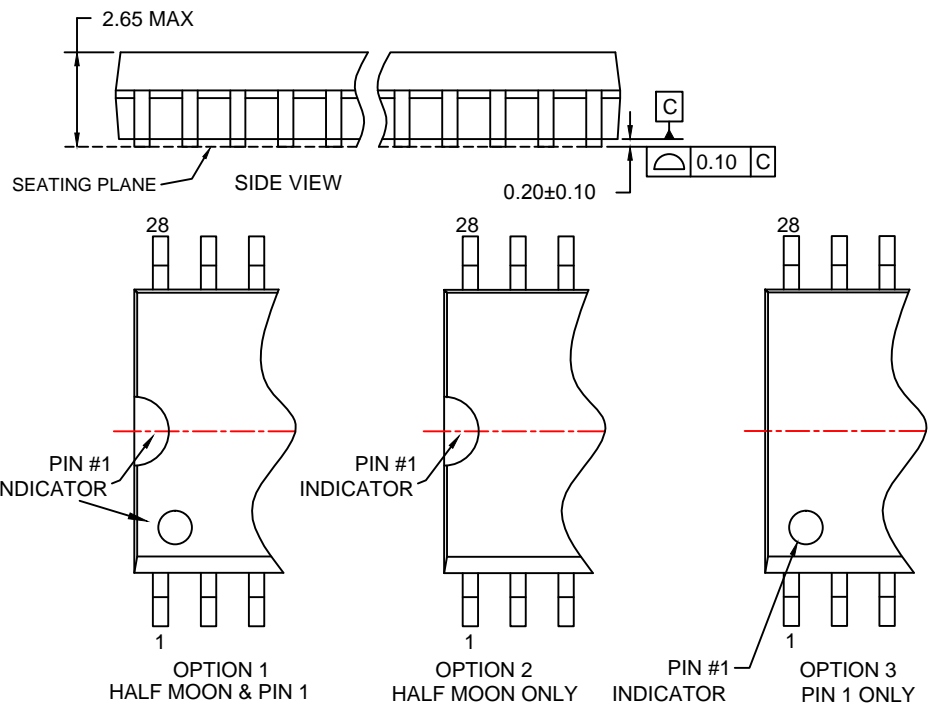 2.65 MAX
C
0.10 C
SEATING PLANE
SIDE VIEW
0.20±0.10
28
28
28
PIN #1
INDICATOR
PIN #1
INDICATOR
1
1
1
OPTION 1
HALF MOON & PIN 1
OPTION 2
HALF MOON ONLY
PIN #1
INDICATOR
OPTION 3
PIN 1 ONLY